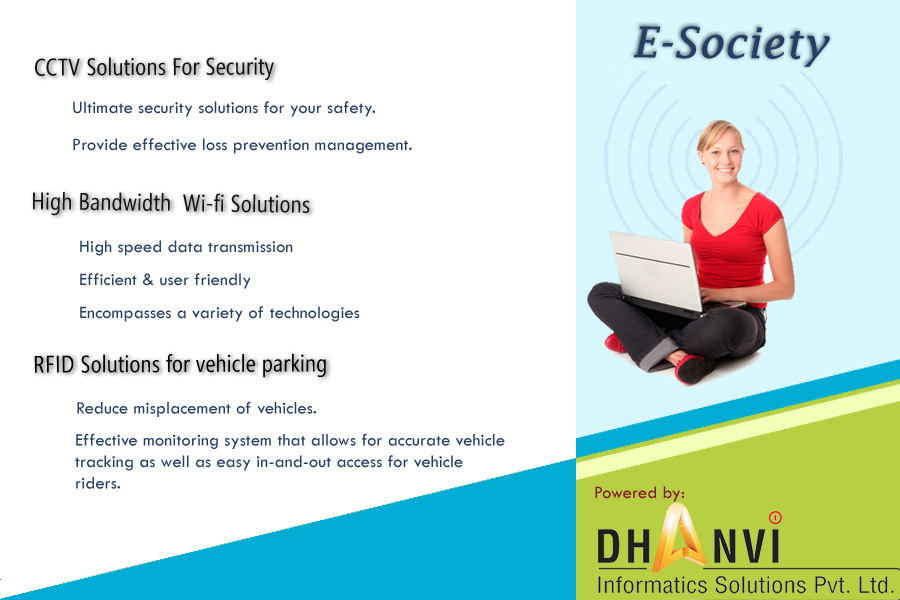 CCTV Solutions For Security
Ultimate security solutions for your safety.
Provide effective loss prevention management.
High Bandwidth Wi-fi Solutions
High speed data transmission
Efficient & user friendly
Encompasses a variety of technologies
RFID Solutions for vehicle parking
Reduce misplacement of vehicles.
Effective monitoring system that allows for accurate vehicle
tracking as well as easy in-and-out access for vehicle
riders.
E-Society
Powered by:
DHANVI
Informatics Solutions Pvt. Ltd.